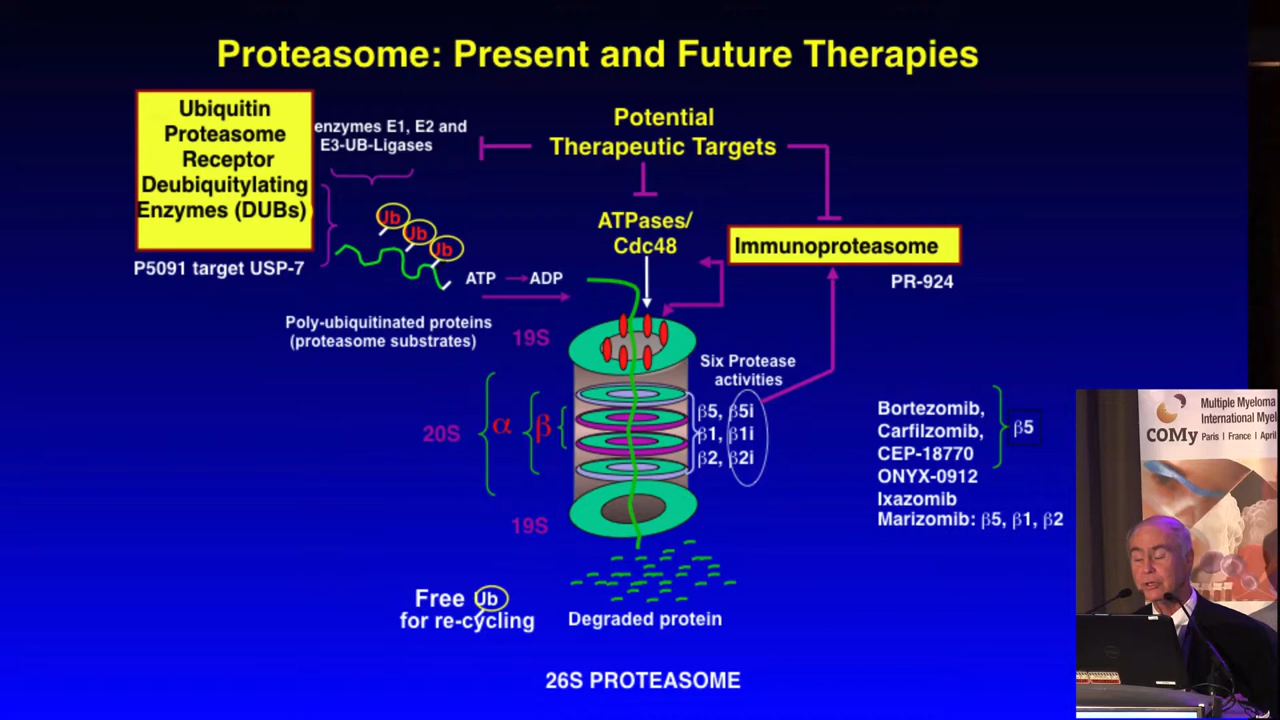 Proteasome: Present and Future Therapies
Ubiquitin
Proteasome
Receptor
Deubiquitylating
Enzymes (DUBs)
P5091 target USP-7
enzymes E1, E2 and
E3-UB-Ligases
Potential
Therapeutic Targets
ATPases/
Cdc48
Immunoproteasome
PR-924
Ub
Ub
Ub
ATP
ADP
Poly-ubiquitinated proteins
(proteasome substrates)
19S
Six Protease
activities
20S
α
β
β5, β5i
β1, β1i
β2, β2i
19S
Bortezomib,
Carfilzomib,
CEP-18770
ONYX-0912
Ixazomib
Marizomib: β5, β1, β2
β5
Free Ub
for re-cycling
Degraded protein
26S PROTEASOME
COMy
Multiple Myeloma
International
Paris | France | April